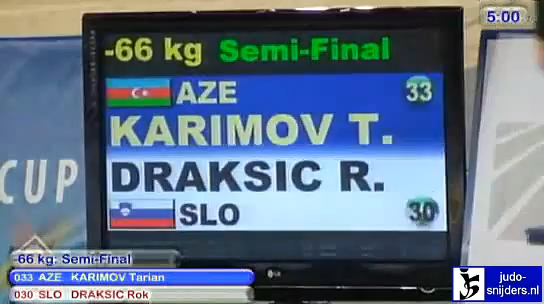 5:00
-66 kg Semi-Final
AZE 33
KARIMOV T.
DRAKSIC R.
SLO 30
CUP
LG
-66 kg: Semi-Final
033 AZE KARIMOV Tarlan
030 SLO DRAKSIC Rok
judo-
snijders.nl